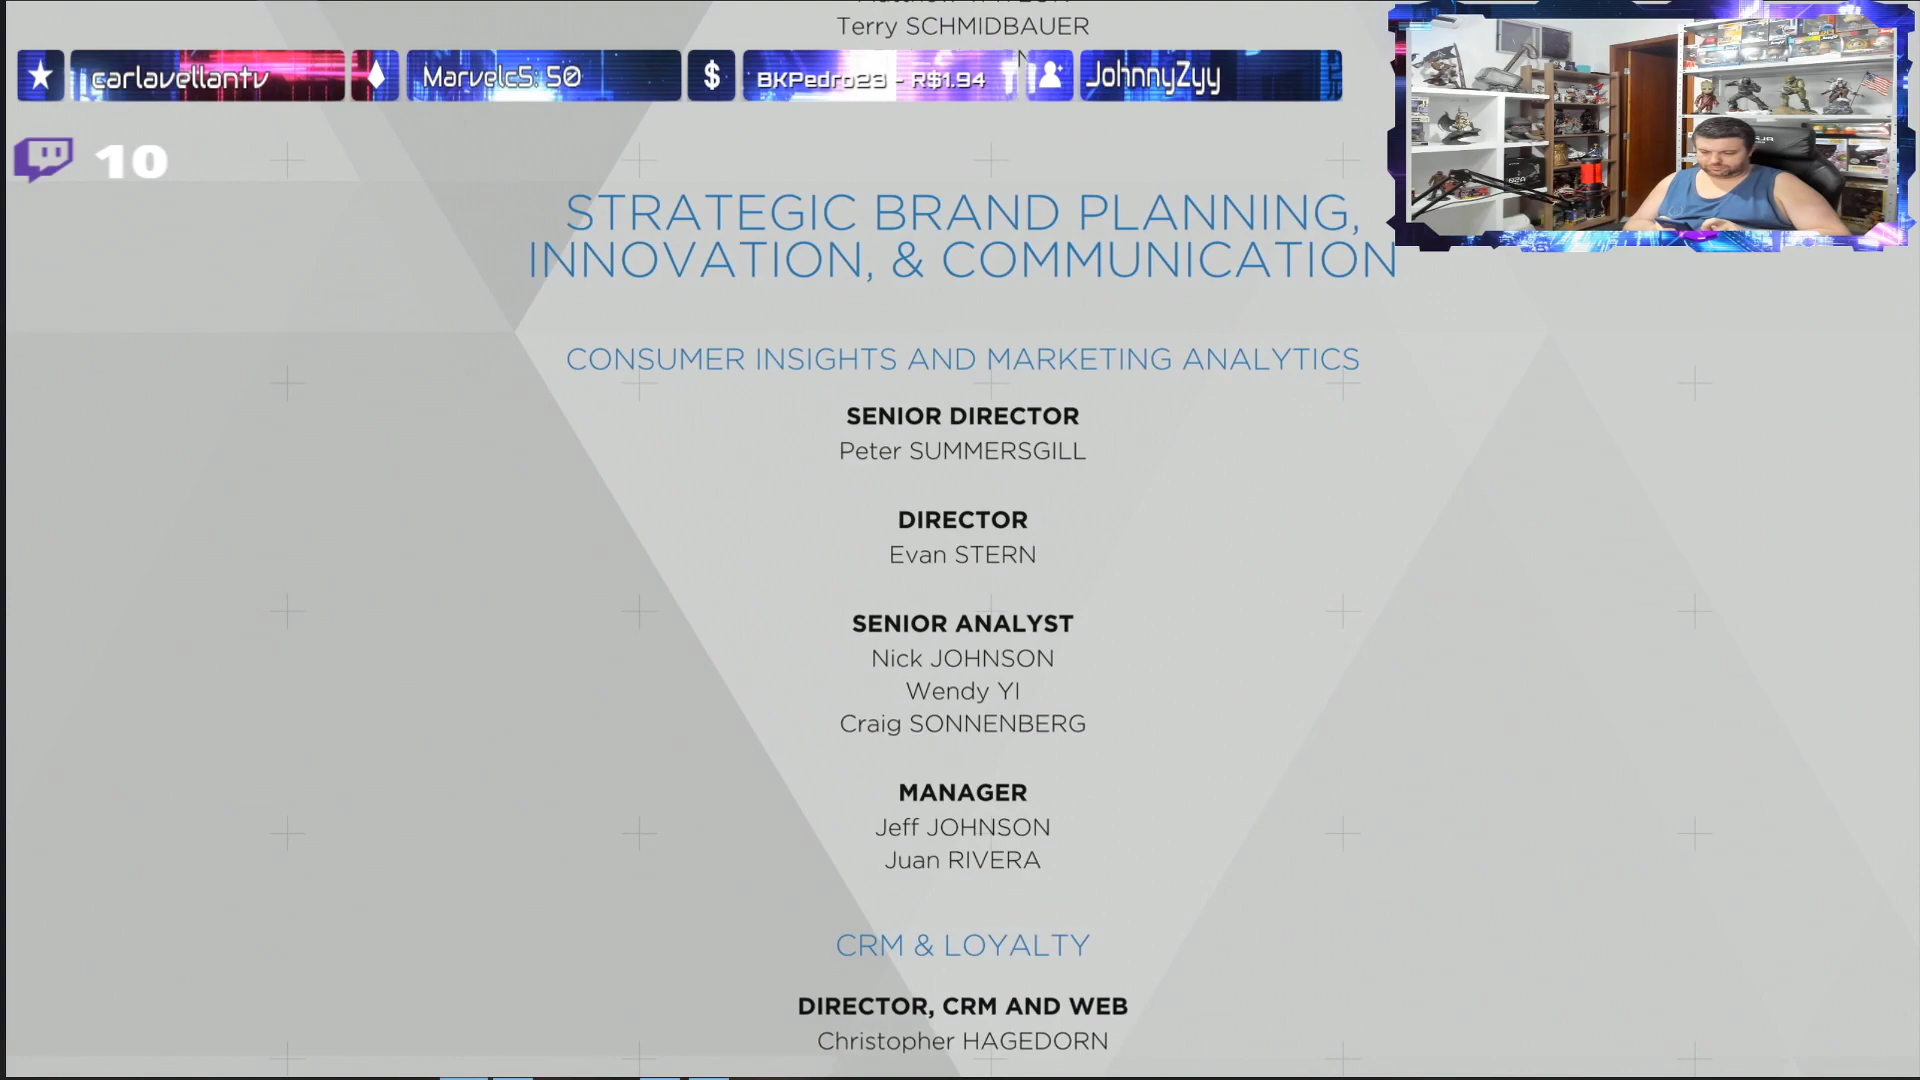 Terry SCHMIDBAUER
carlavellantv
Marvelc5: 50
$
BKPedro23 - R$1.94
JohnnyZyy
10
STRATEGIC BRAND PLANNING,
INNOVATION, & COMMUNICATION
CONSUMER INSIGHTS AND MARKETING ANALYTICS
SENIOR DIRECTOR
Peter SUMMERSGILL
DIRECTOR
Evan STERN
SENIOR ANALYST
Nick JOHNSON
Wendy YI
Craig SONNENBERG
MANAGER
Jeff JOHNSON
Juan RIVERA
CRM & LOYALTY
DIRECTOR, CRM AND WEB
Christopher HAGEDORN